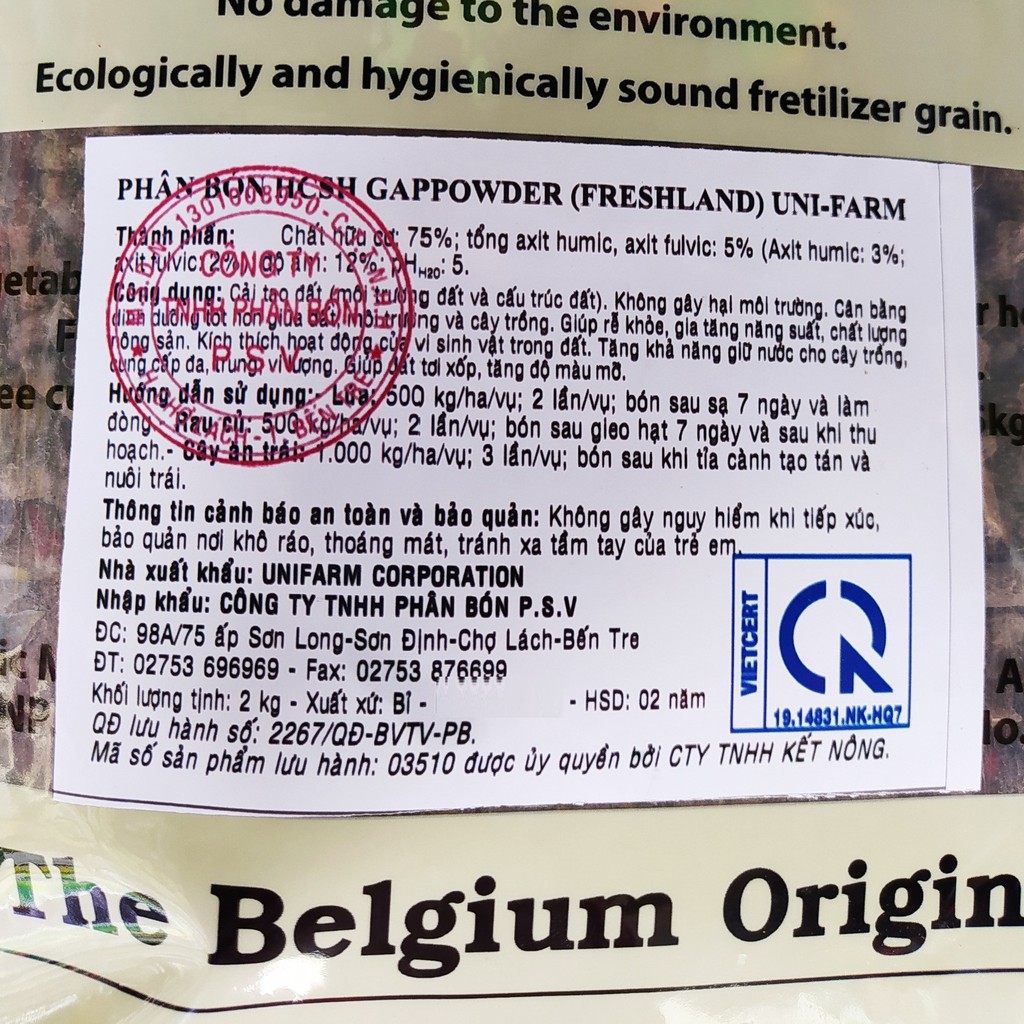 No damage to the environment.
Ecologically and hygienically sound fretilizer grain.
PHÂN BÓN HCSH GAPPOWDER (FRESHLAND) UNI-FARM
Thành phần: Chất hữu cơ: 75%; tổng axit humic, axit fulvic: 5% (Axit humic: 3%;
axit fulvic: 2%), độ ẩm: 12%, pHH20: 5.
Công dụng: Cải tạo đất (môi trường đất và cấu trúc đất). Không gây hại môi trường. Cân bằng
dinh dưỡng tốt hơn giữa đất, môi trường và cây trồng. Giúp rễ khỏe, gia tăng năng suất, chất lượng
nông sản. Kích thích hoạt động của vi sinh vật trong đất. Tăng khả năng giữ nước cho cây trồng,
cung cấp đa, trung, vi lượng. Giúp đất tơi xốp, tăng độ màu mỡ.
Hướng dẫn sử dụng:- Lúa: 500 kg/ha/vụ; 2 lần/vụ; bón sau sạ 7 ngày và làm
đòng.- Rau củ: 500 kg/ha/vụ; 2 lần/vụ; bón sau gieo hạt 7 ngày và sau khi thu
hoạch.- Cây ăn trái: 1.000 kg/ha/vụ; 3 lần/vụ; bón sau khi tỉa cành tạo tán và
nuôi trái.
Thông tin cảnh báo an toàn và bảo quản: Không gây nguy hiểm khi tiếp xúc,
bảo quản nơi khô ráo, thoáng mát, tránh xa tầm tay của trẻ em.
Nhà xuất khẩu: UNIFARM CORPORATION
Nhập khẩu: CÔNG TY TNHH PHÂN BÓN P.S.V
ĐC: 98A/75 ấp Sơn Long-Sơn Định-Chợ Lách-Bến Tre
ĐT: 02753 696969 - Fax: 02753 876699
Khối lượng tịnh: 2 kg - Xuất xứ: Bỉ - - HSD: 02 năm
QĐ lưu hành số: 2267/QĐ-BVTV-PB.
Mã số sản phẩm lưu hành: 03510 được ủy quyền bởi CTY TNHH KẾT NÔNG.
CÔNG TY
TNHH PHÂN BÓN
P.S.V
VIETCERT
19.14831.NK-HQ7
The Belgium Origin